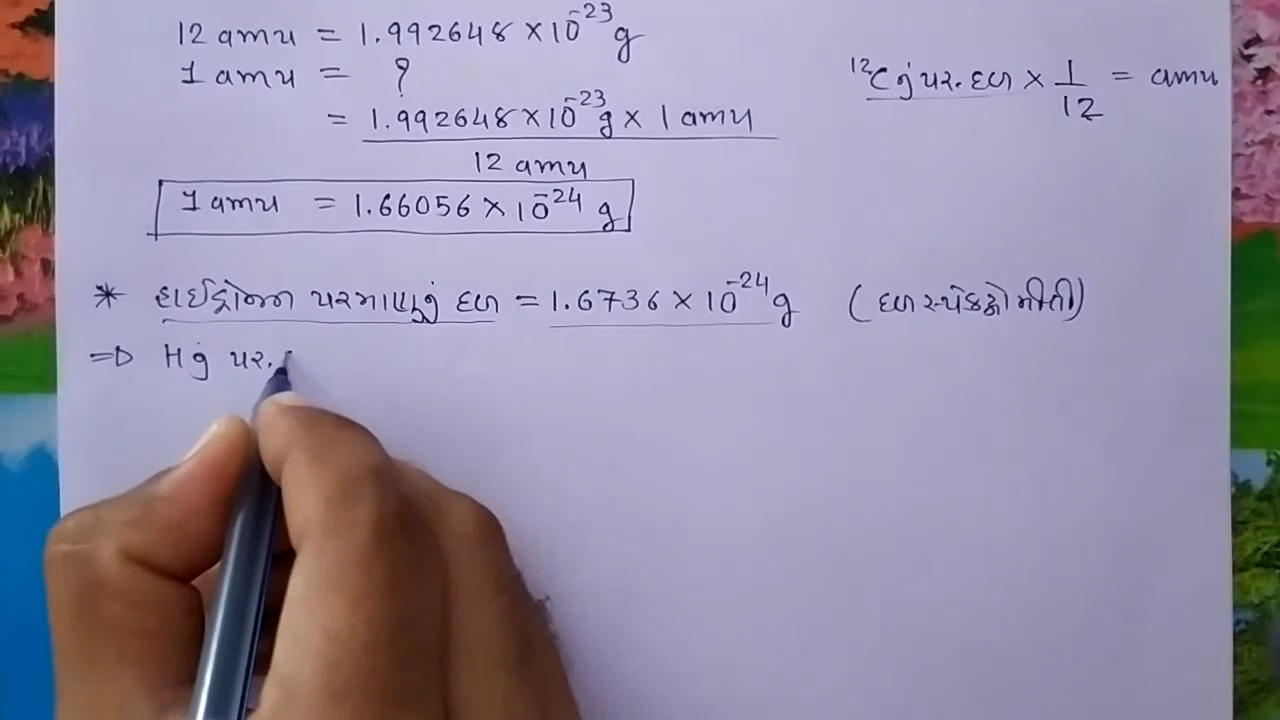 12 amu = 1.992648 × 10⁻²³ g
1 amu = ?
= 1.992648 × 10⁻²³ g × 1 amu
12 amu
1 amu = 1.66056 × 10⁻²⁴ g
¹²C નું પર. દળ × 1/12 = amu
* હાઈડ્રોજન પરમાણુનું દળ = 1.6736 × 10⁻²⁴ g (દળ સ્પેક્ટ્રોમીતી)
⇒ H નું પર.